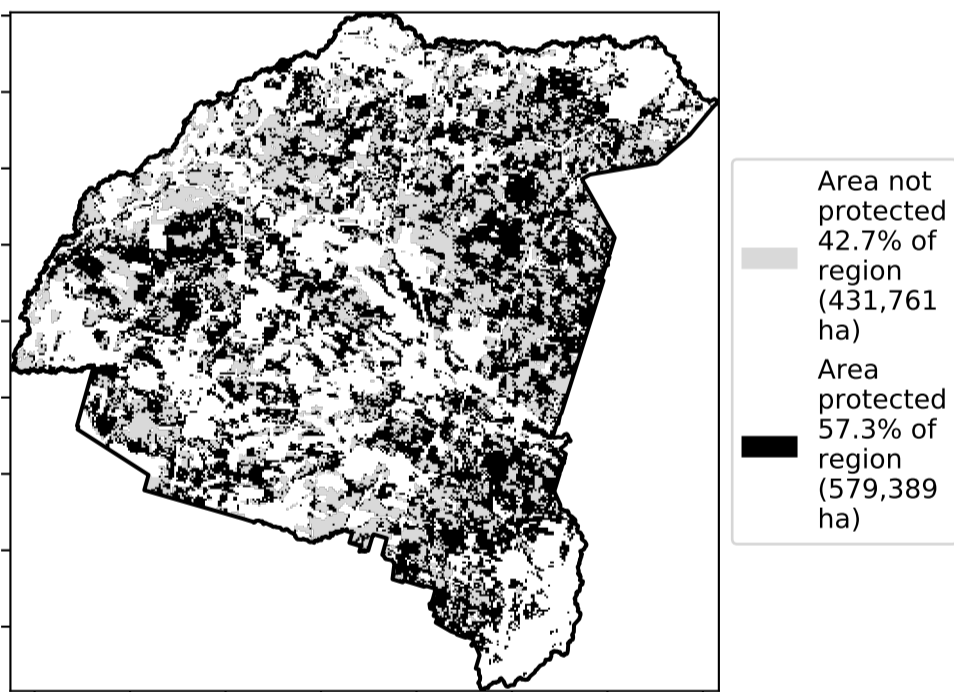 Area not
protected
42.7% of
region
(431,761
ha)
Area
protected
57.3% of
region
(579,389
ha)